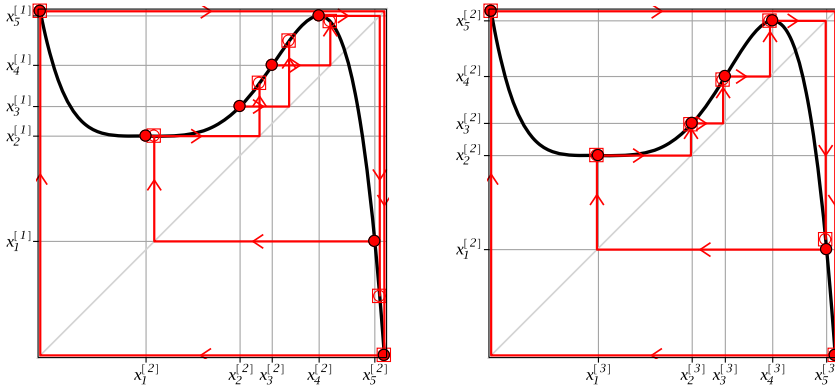 x_5^[1]
x_4^[1]
x_3^[1]
x_2^[1]
x_1^[1]
x_1^[2] x_2^[2] x_3^[2] x_4^[2] x_5^[2]
x_5^[2]
x_4^[2]
x_3^[2]
x_2^[2]
x_1^[2]
x_1^[3] x_2^[3] x_3^[3] x_4^[3] x_5^[3